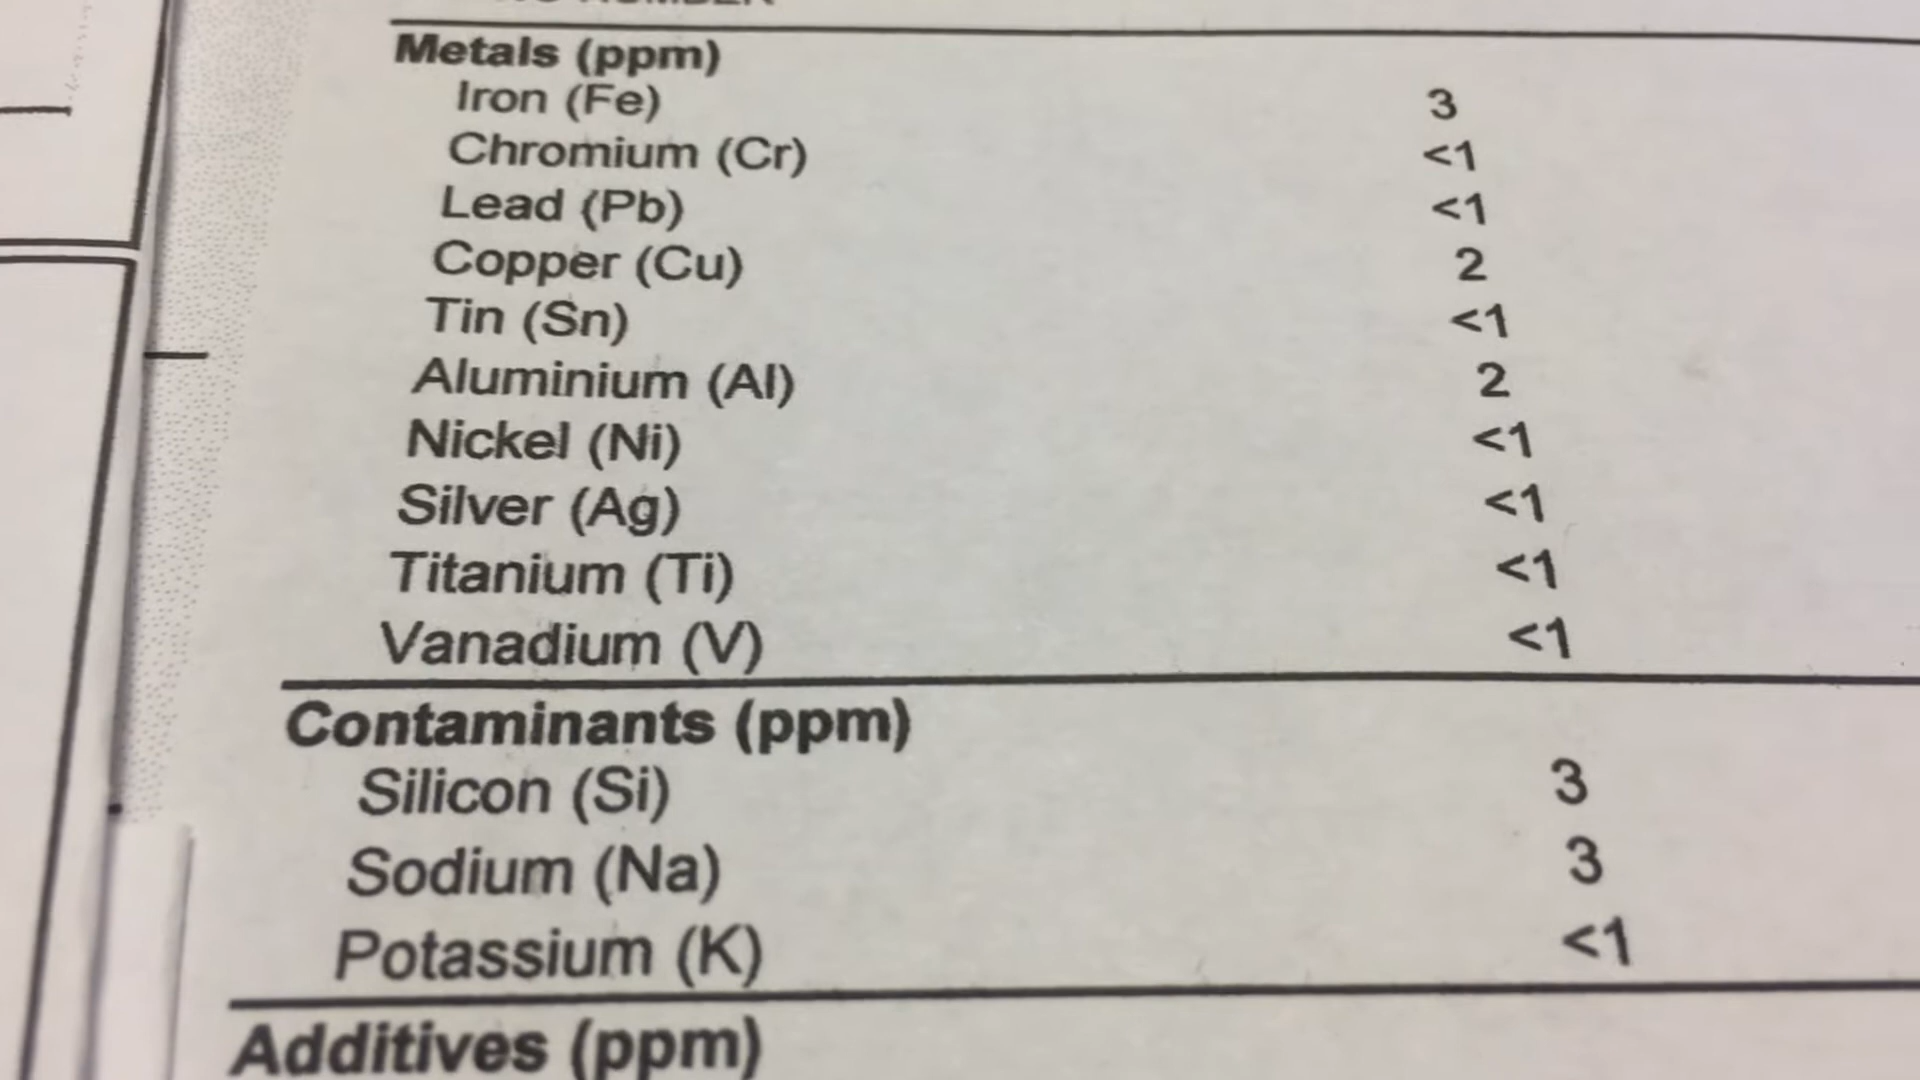 Metals (ppm)
Iron (Fe) 3
Chromium (Cr) <1
Lead (Pb) <1
Copper (Cu) 2
Tin (Sn) <1
Aluminium (Al) 2
Nickel (Ni) <1
Silver (Ag) <1
Titanium (Ti) <1
Vanadium (V) <1
Contaminants (ppm)
Silicon (Si) 3
Sodium (Na) 3
Potassium (K) <1
Additives (ppm)